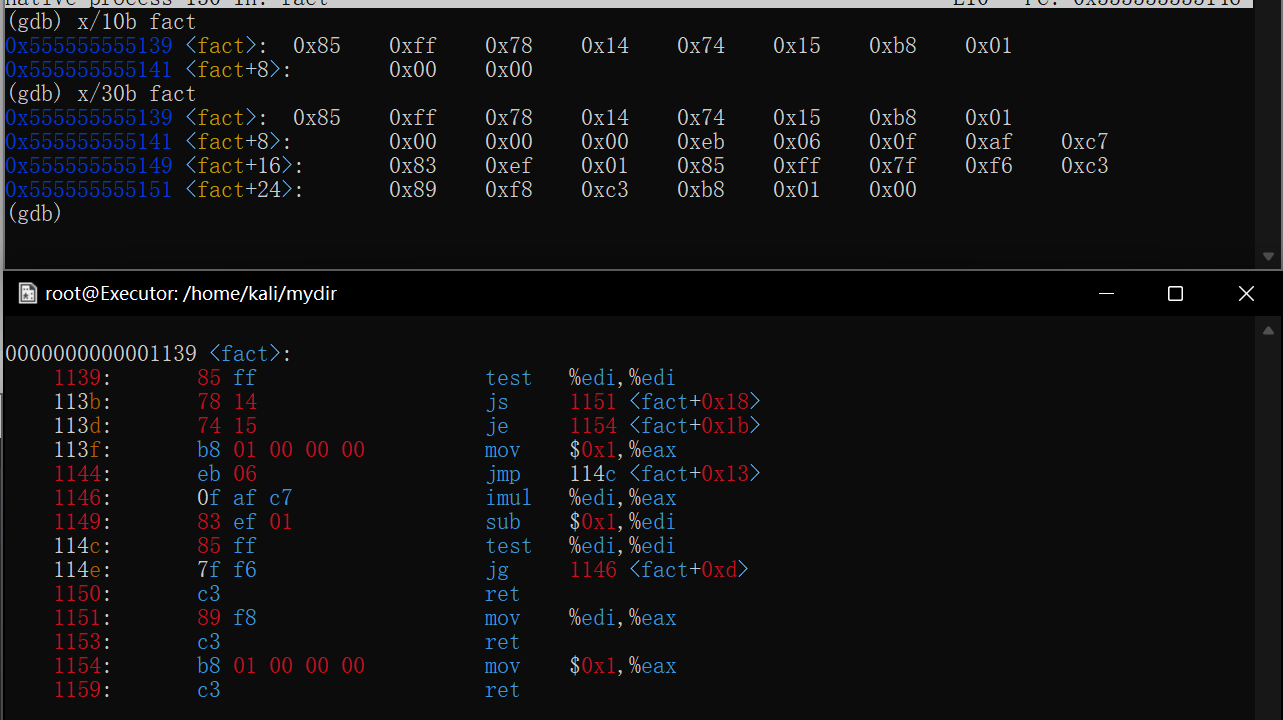 (gdb) x/10b fact
0x555555555139 <fact>: 0x85 0xff 0x78 0x14 0x74 0x15 0xb8 0x01
0x555555555141 <fact+8>: 0x00 0x00
(gdb) x/30b fact
0x555555555139 <fact>: 0x85 0xff 0x78 0x14 0x74 0x15 0xb8 0x01
0x555555555141 <fact+8>: 0x00 0x00 0x00 0xeb 0x06 0x0f 0xaf 0xc7
0x555555555149 <fact+16>: 0x83 0xef 0x01 0x85 0xff 0x7f 0xf6 0xc3
0x555555555151 <fact+24>: 0x89 0xf8 0xc3 0xb8 0x01 0x00
(gdb)
root@Executor: /home/kali/mydir
0000000000001139 <fact>:
1139: 85 ff test %edi,%edi
113b: 78 14 js 1151 <fact+0x18>
113d: 74 15 je 1154 <fact+0x1b>
113f: b8 01 00 00 00 mov $0x1,%eax
1144: eb 06 jmp 114c <fact+0x13>
1146: 0f af c7 imul %edi,%eax
1149: 83 ef 01 sub $0x1,%edi
114c: 85 ff test %edi,%edi
114e: 7f f6 jg 1146 <fact+0xd>
1150: c3 ret
1151: 89 f8 mov %edi,%eax
1153: c3 ret
1154: b8 01 00 00 00 mov $0x1,%eax
1159: c3 ret